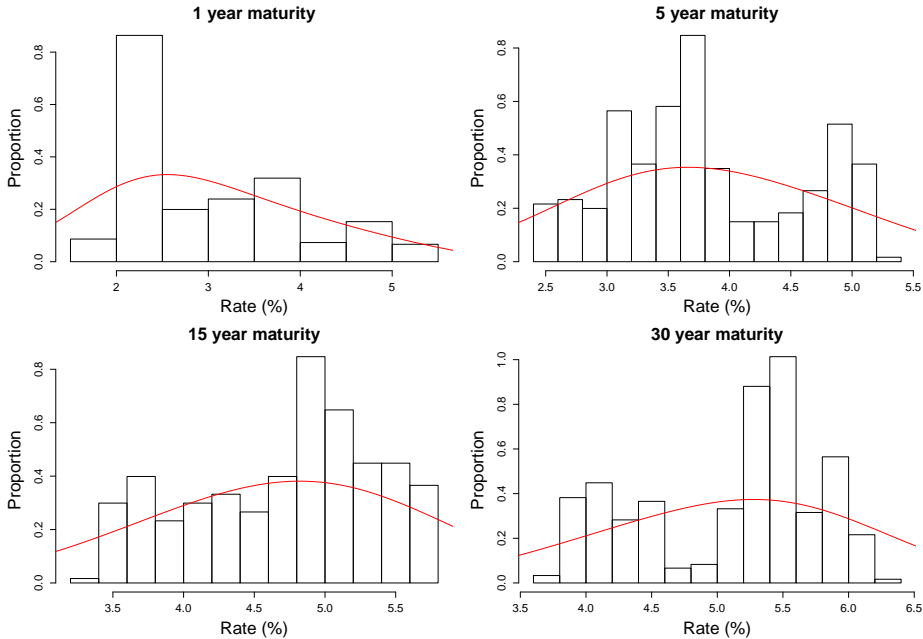 1 year maturity
Proportion
0.0 0.2 0.4 0.6 0.8
2 3 4 5
Rate (%)
5 year maturity
Proportion
0.0 0.2 0.4 0.6 0.8
2.5 3.0 3.5 4.0 4.5 5.0 5.5
Rate (%)
15 year maturity
Proportion
0.0 0.2 0.4 0.6 0.8
3.5 4.0 4.5 5.0 5.5
Rate (%)
30 year maturity
Proportion
0.0 0.2 0.4 0.6 0.8 1.0
3.5 4.0 4.5 5.0 5.5 6.0 6.5
Rate (%)